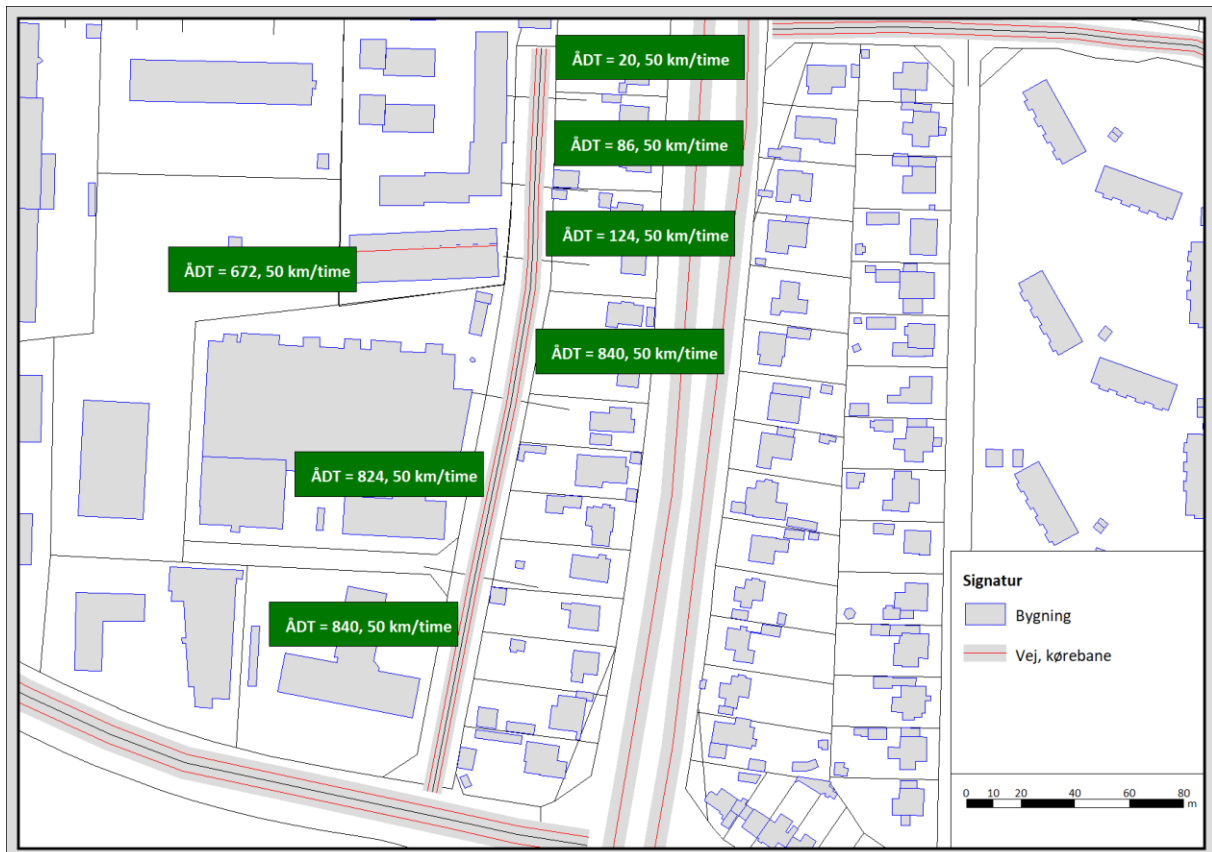 ÅDT = 20, 50 km/time
ÅDT = 86, 50 km/time
ÅDT = 124, 50 km/time
ÅDT = 672, 50 km/time
ÅDT = 840, 50 km/time
ÅDT = 824, 50 km/time
ÅDT = 840, 50 km/time
Signatur
Bygning
Vej, kørebane
0 10 20 40 60 80
m